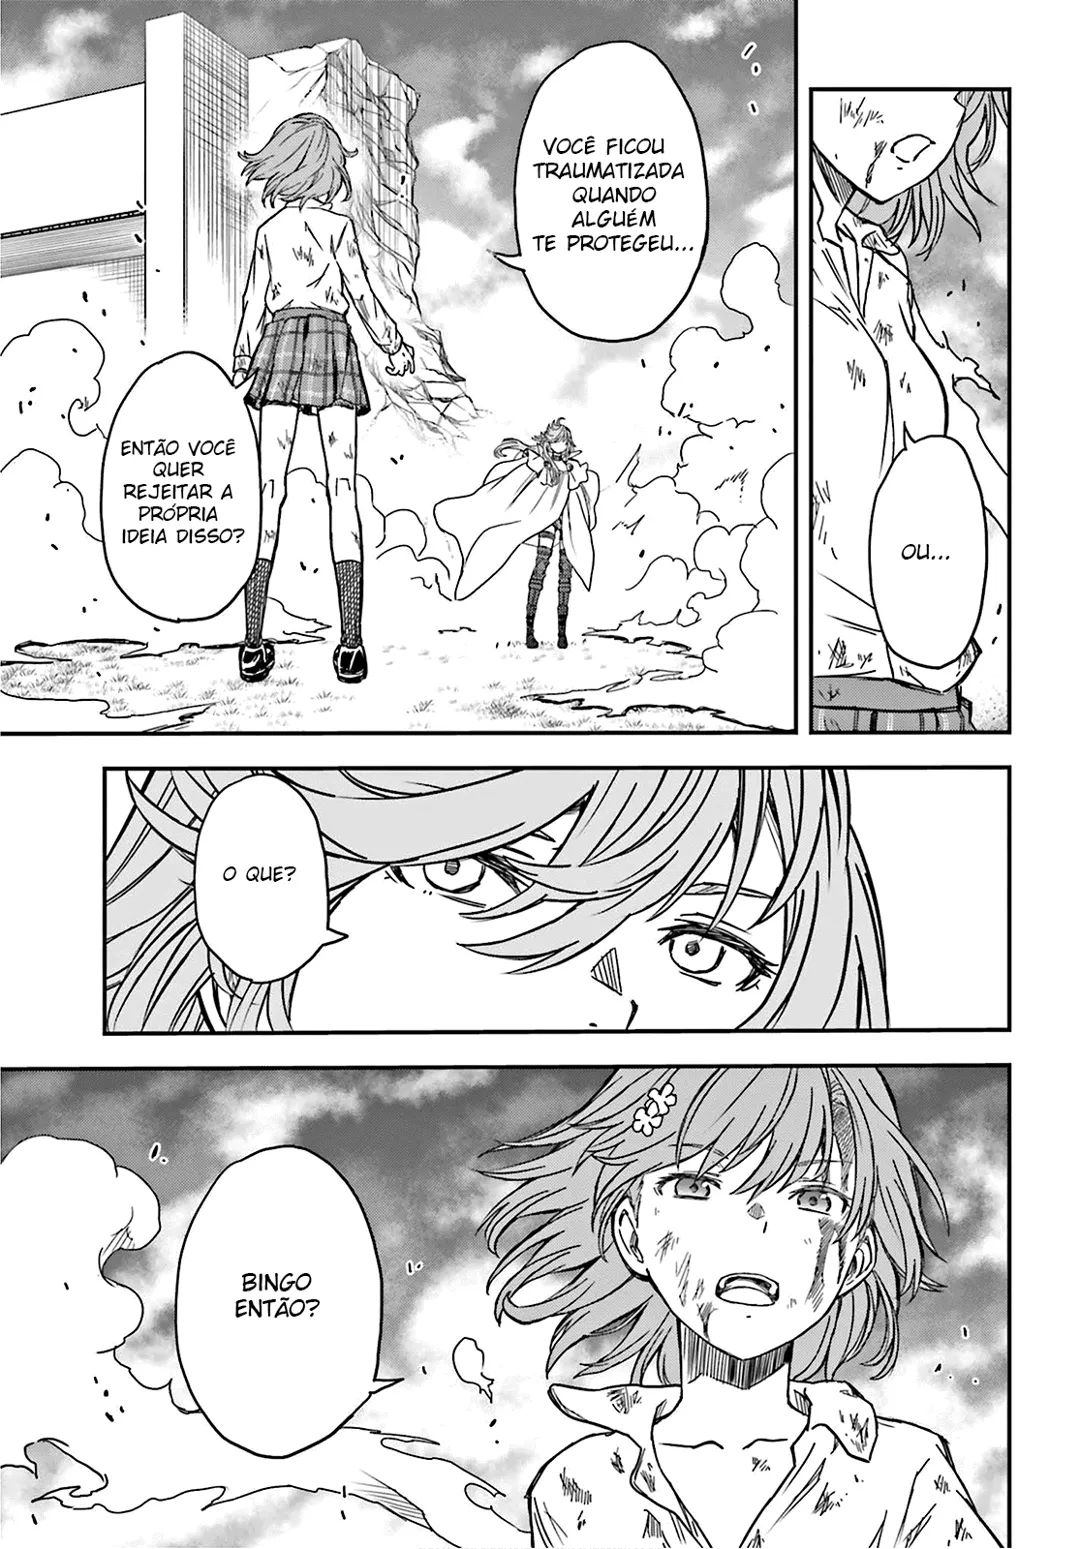 OU...
VOCÊ FICOU
TRAUMATIZADA
QUANDO
ALGUÉM
TE PROTEGEU...
ENTÃO VOCÊ
QUER
REJEITAR A
PRÓPRIA
IDEIA DISSO?
O QUE?
BINGO
ENTÃO?